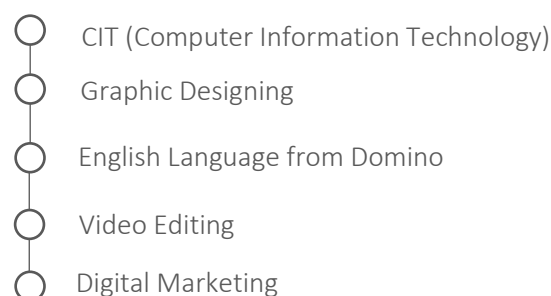 CIT (Computer Information Technology)
Graphic Designing
English Language from Domino
Video Editing
Digital Marketing